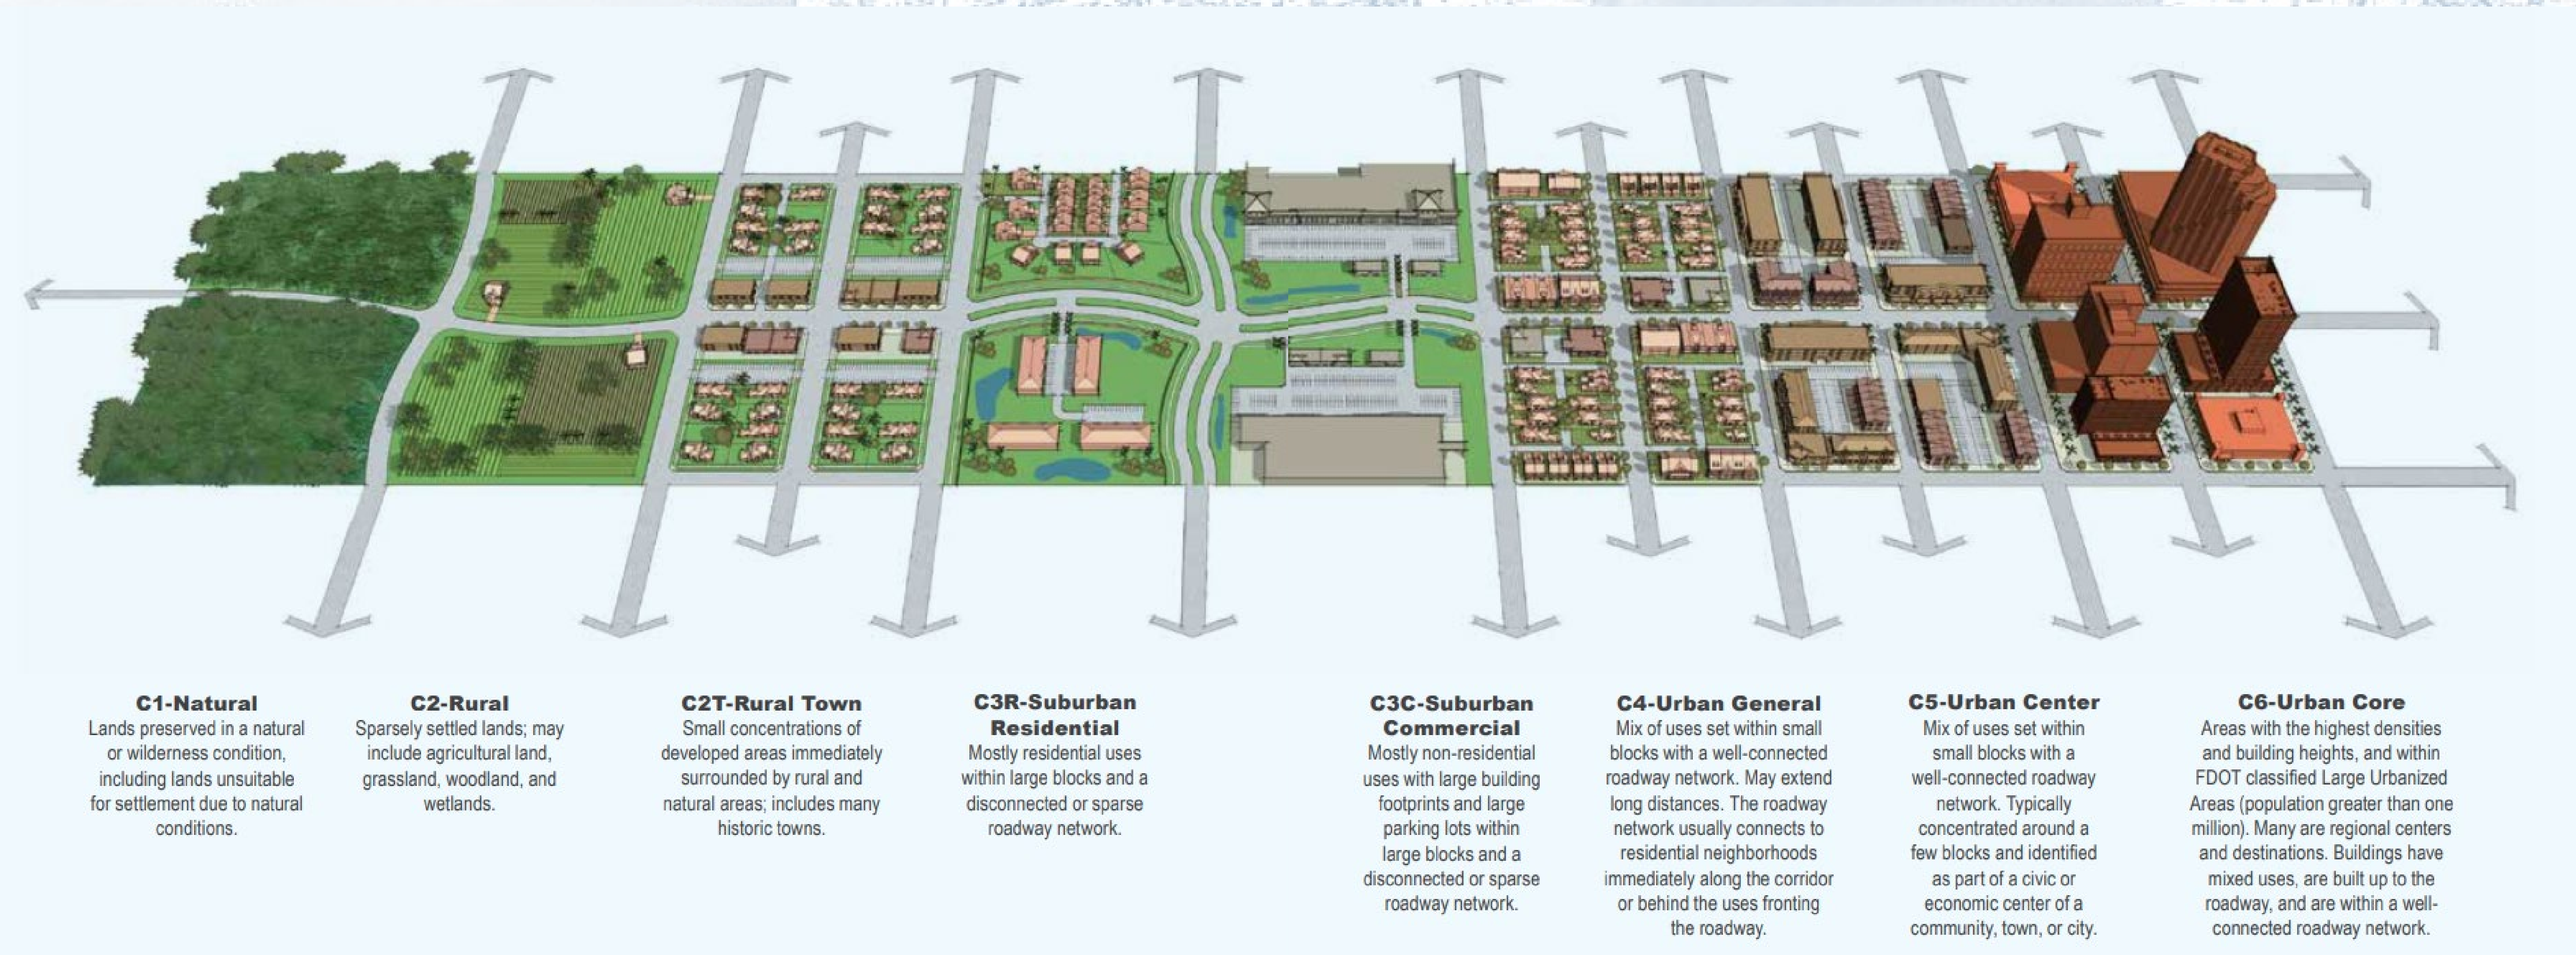 C1-Natural
Lands preserved in a natural
or wilderness condition,
including lands unsuitable
for settlement due to natural
conditions.
C2-Rural
Sparsely settled lands; may
include agricultural land,
grassland, woodland, and
wetlands.
C2T-Rural Town
Small concentrations of
developed areas immediately
surrounded by rural and
natural areas; includes many
historic towns.
C3R-Suburban
Residential
Mostly residential uses
within large blocks and a
disconnected or sparse
roadway network.
C3C-Suburban
Commercial
Mostly non-residential
uses with large building
footprints and large
parking lots within
large blocks and a
disconnected or sparse
roadway network.
C4-Urban General
Mix of uses set within small
blocks with a well-connected
roadway network. May extend
long distances. The roadway
network usually connects to
residential neighborhoods
immediately along the corridor
or behind the uses fronting
the roadway.
C5-Urban Center
Mix of uses set within
small blocks with a
well-connected roadway
network. Typically
concentrated around a
few blocks and identified
as part of a civic or
economic center of a
community, town, or city.
C6-Urban Core
Areas with the highest densities
and building heights, and within
FDOT classified Large Urbanized
Areas (population greater than one
million). Many are regional centers
and destinations. Buildings have
mixed uses, are built up to the
roadway, and are within a well-
connected roadway network.